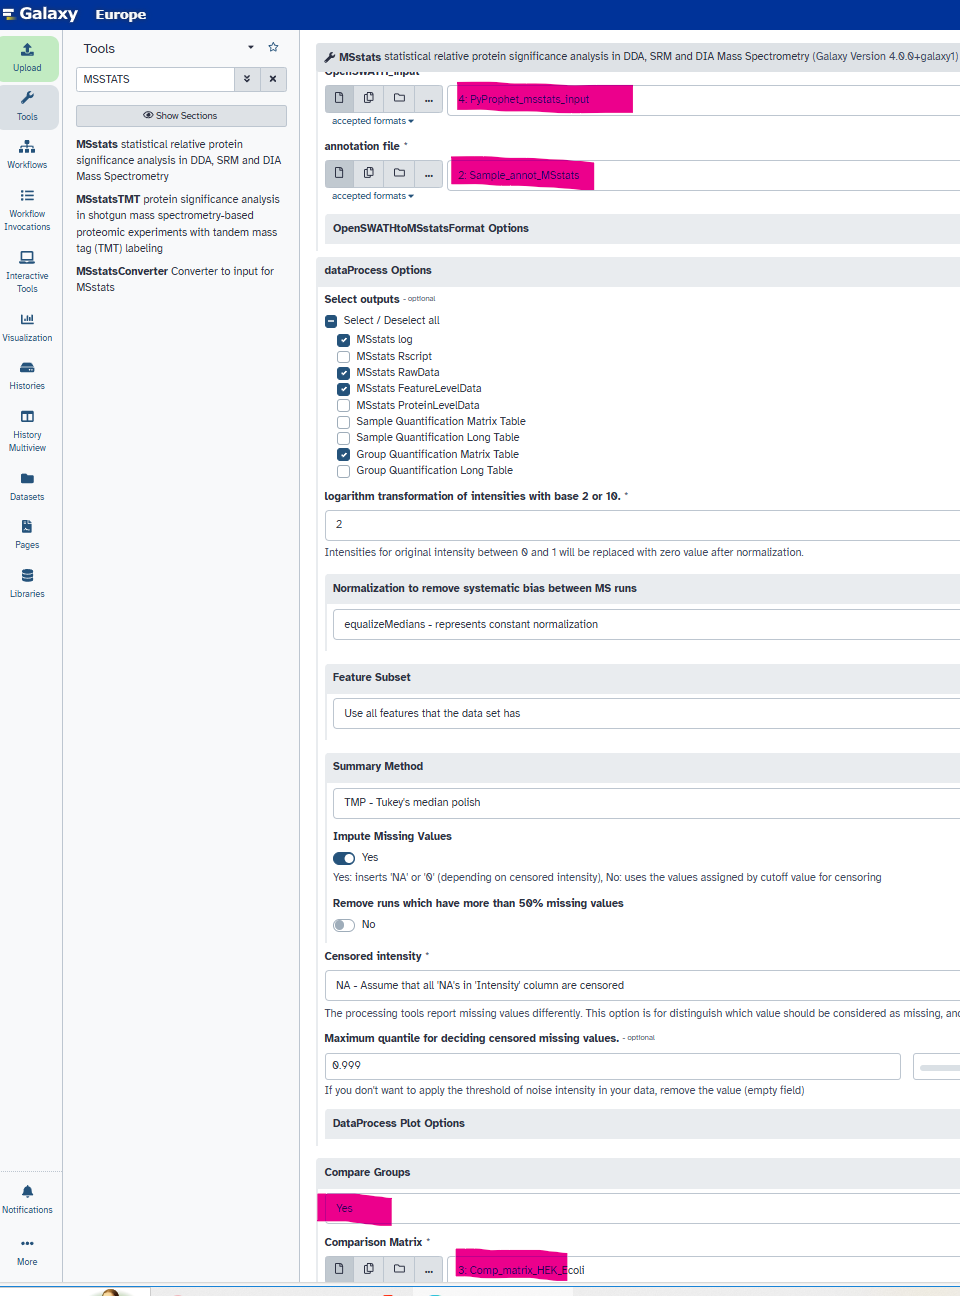 Galaxy Europe
Upload
Tools
Workflows
Workflow
Invocations
Interactive
Tools
Visualization
Histories
History
Multiview
Datasets
Pages
Libraries
Notifications
More
Tools
MSSTATS
Show Sections
MSstats statistical relative protein
significance analysis in DDA, SRM and DIA
Mass Spectrometry
MSstatsTMT protein significance analysis
in shotgun mass spectrometry-based
proteomic experiments with tandem mass
tag (TMT) labeling
MSstatsConverter Converter to input for
MSstats
MSstats statistical relative protein significance analysis in DDA, SRM and DIA Mass Spectrometry (Galaxy Version 4.0.0+galaxy1)
OpenSWATH_input
4: PyProphet_msstats_input
accepted formats
annotation file *
2: Sample_annot_MSstats
accepted formats
OpenSWATHtoMSstatsFormat Options
dataProcess Options
Select outputs - optional
Select / Deselect all
MSstats log
MSstats Rscript
MSstats RawData
MSstats FeatureLevelData
MSstats ProteinLevelData
Sample Quantification Matrix Table
Sample Quantification Long Table
Group Quantification Matrix Table
Group Quantification Long Table
logarithm transformation of intensities with base 2 or 10. *
2
Intensities for original intensity between 0 and 1 will be replaced with zero value after normalization.
Normalization to remove systematic bias between MS runs
equalizeMedians - represents constant normalization
Feature Subset
Use all features that the data set has
Summary Method
TMP - Tukey's median polish
Impute Missing Values
Yes
Yes: inserts 'NA' or '0' (depending on censored intensity), No: uses the values assigned by cutoff value for censoring
Remove runs which have more than 50% missing values
No
Censored intensity *
NA - Assume that all 'NA's in 'Intensity' column are censored
The processing tools report missing values differently. This option is for distinguish which value should be considered as missing, and
Maximum quantile for deciding censored missing values. - optional
0.999
If you don't want to apply the threshold of noise intensity in your data, remove the value (empty field)
DataProcess Plot Options
Compare Groups
Yes
Comparison Matrix *
3: Comp_matrix_HEK_Ecoli